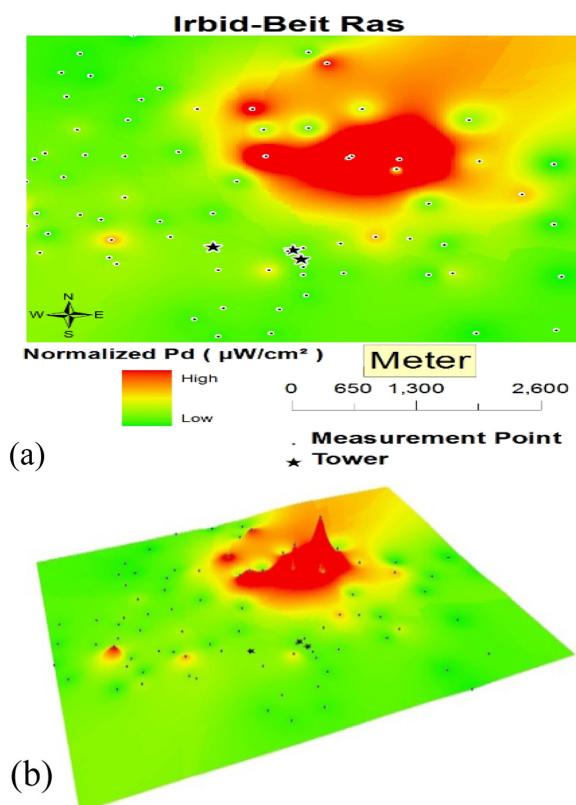 Irbid-Beit Ras
N
W E
S
Normalized Pd ( µW/cm² )
High
Low
Meter
0 650 1,300 2,600
Measurement Point
Tower
(a)
(b)